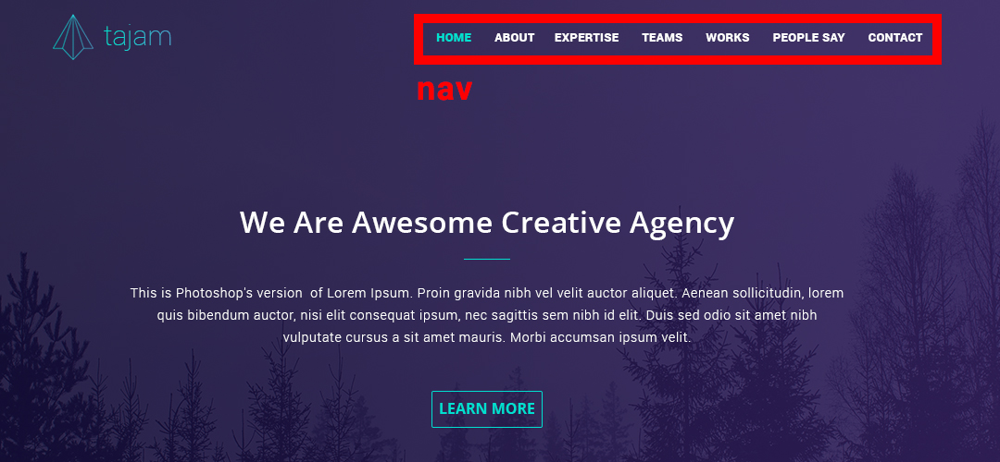 tajam
HOME ABOUT EXPERTISE TEAMS WORKS PEOPLE SAY CONTACT
nav
We Are Awesome Creative Agency
This is Photoshop's version  of Lorem Ipsum. Proin gravida nibh vel velit auctor aliquet. Aenean sollicitudin, lorem
quis bibendum auctor, nisi elit consequat ipsum, nec sagittis sem nibh id elit. Duis sed odio sit amet nibh
vulputate cursus a sit amet mauris. Morbi accumsan ipsum velit.
LEARN MORE